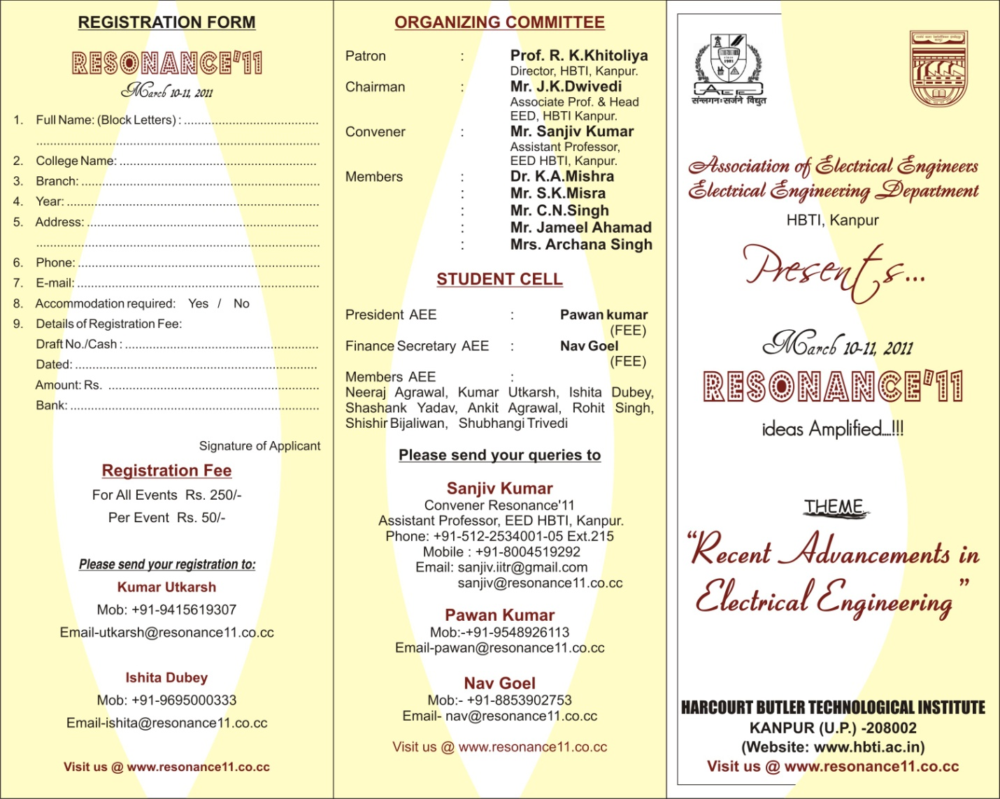 REGISTRATION FORM
RESONANCE'11
March 10-11, 2011
1. Full Name: (Block Letters) : .......................................
..................................................................................
2. College Name: .........................................................
3. Branch: .....................................................................
4. Year: .........................................................................
5. Address: ...................................................................
..................................................................................
6. Phone: ......................................................................
7. E-mail: ......................................................................
8. Accommodation required: Yes / No
9. Details of Registration Fee:
Draft No./Cash : ........................................................
Dated: ......................................................................
Amount: Rs. .............................................................
Bank: ........................................................................
Signature of Applicant
Registration Fee
For All Events Rs. 250/-
Per Event Rs. 50/-
Please send your registration to:
Kumar Utkarsh
Mob: +91-9415619307
Email-utkarsh@resonance11.co.cc
Ishita Dubey
Mob: +91-9695000333
Email-ishita@resonance11.co.cc
Visit us @ www.resonance11.co.cc
ORGANIZING COMMITTEE
Patron : Prof. R. K.Khitoliya
Director, HBTI, Kanpur.
Chairman : Mr. J.K.Dwivedi
Associate Prof. & Head
EED, HBTI Kanpur.
Convener : Mr. Sanjiv Kumar
Assistant Professor,
EED HBTI, Kanpur.
Members : Dr. K.A.Mishra
: Mr. S.K.Misra
: Mr. C.N.Singh
: Mr. Jameel Ahamad
: Mrs. Archana Singh
STUDENT CELL
President AEE : Pawan kumar
(FEE)
Finance Secretary AEE : Nav Goel
(FEE)
Members AEE :
Neeraj Agrawal, Kumar Utkarsh, Ishita Dubey,
Shashank Yadav, Ankit Agrawal, Rohit Singh,
Shishir Bijaliwan, Shubhangi Trivedi
Please send your queries to
Sanjiv Kumar
Convener Resonance'11
Assistant Professor, EED HBTI, Kanpur.
Phone: +91-512-2534001-05 Ext.215
Mobile : +91-8004519292
Email: sanjiv.iitr@gmail.com
sanjiv@resonance11.co.cc
Pawan Kumar
Mob:-+91-9548926113
Email-pawan@resonance11.co.cc
Nav Goel
Mob:- +91-8853902753
Email- nav@resonance11.co.cc
Visit us @ www.resonance11.co.cc
since
1981
AEE
संलगनः सर्जने विद्युत
Association of Electrical Engineers
Electrical Engineering Department
HBTI, Kanpur
Presents...
March 10-11, 2011
RESONANCE'11
ideas Amplified....!!!
THEME
“Recent Advancements in
Electrical Engineering”
HARCOURT BUTLER TECHNOLOGICAL INSTITUTE
KANPUR (U.P.) -208002
(Website: www.hbti.ac.in)
Visit us @ www.resonance11.co.cc